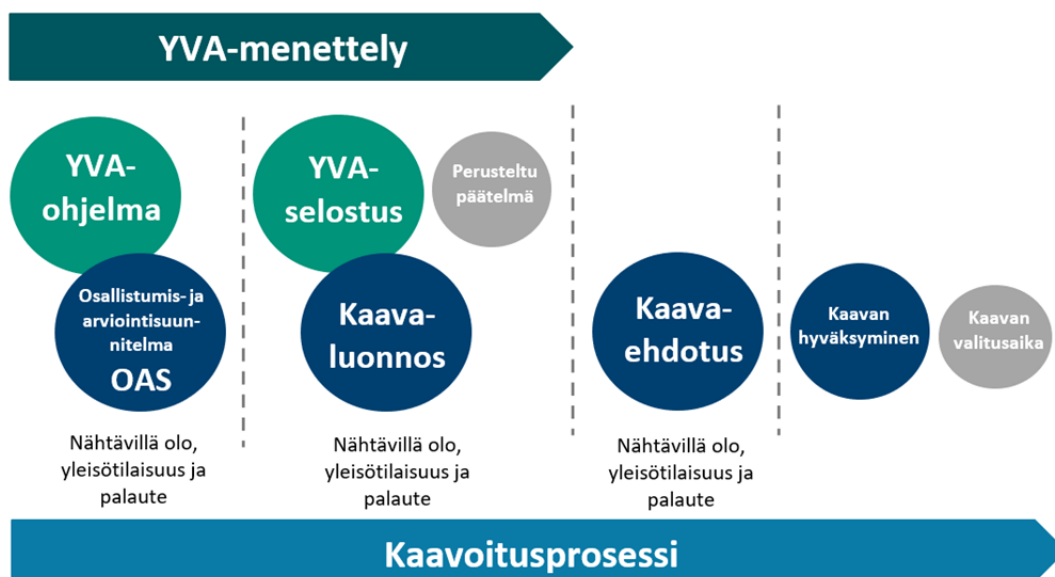 YVA-menettely
YVA-
ohjelma
YVA-
selostus
Perusteltu
päätelmä
Osallistumis- ja
arviointisuun-
nitelma
OAS
Kaava-
luonnos
Kaava-
ehdotus
Kaavan
hyväksyminen
Kaavan
valitusaika
Nähtävillä olo,
yleisötilaisuus ja
palaute
Nähtävillä olo,
yleisötilaisuus ja
palaute
Nähtävillä olo,
yleisötilaisuus ja
palaute
Kaavoitusprosessi